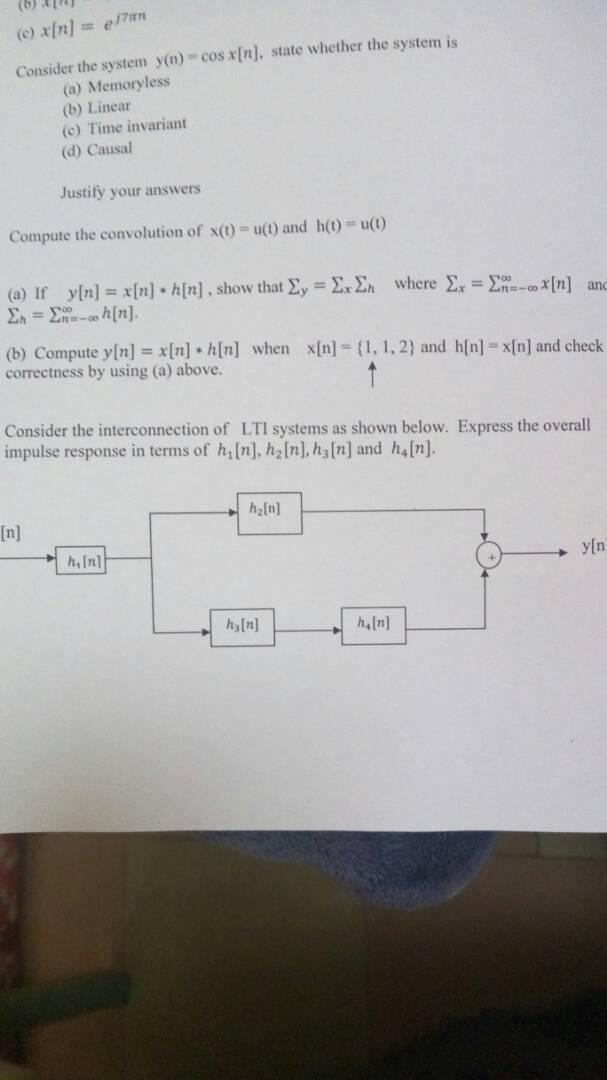 (c) x[n] = e^{j7πn}
Consider the system y(n) = cos x[n], state whether the system is
(a) Memoryless
(b) Linear
(c) Time invariant
(d) Causal
Justify your answers
Compute the convolution of x(t) = u(t) and h(t) = u(t)
(a) If y[n] = x[n] * h[n] , show that Σ_y = Σ_x Σ_h where Σ_x = Σ_{n=-∞}^{∞} x[n] and
Σ_h = Σ_{n=-∞}^{∞} h[n].
(b) Compute y[n] = x[n] * h[n] when x[n] = {1, 1, 2} and h[n] = x[n] and check
↑
correctness by using (a) above.
Consider the interconnection of LTI systems as shown below. Express the overall
impulse response in terms of h₁[n], h₂[n], h₃[n] and h₄[n].
h₂[n]
[n]
h₁[n]
+
y[n
h₃[n]
h₄[n]